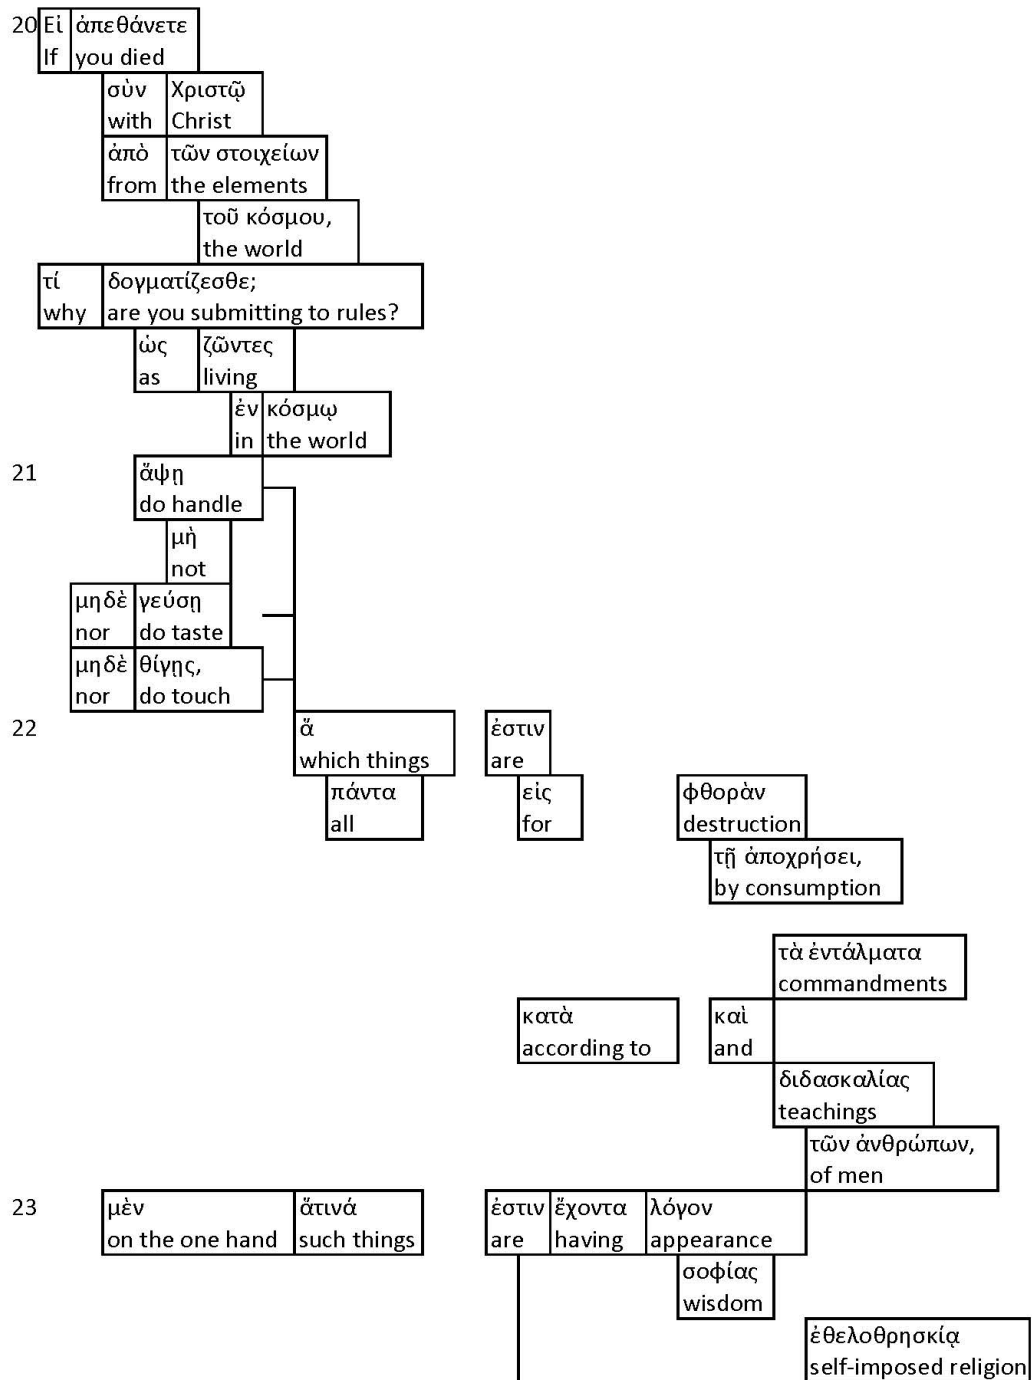 20 Εἰ ἀπεθάνετε
If you died
σὺν Χριστῷ
with Christ
ἀπὸ τῶν στοιχείων
from the elements
τοῦ κόσμου,
the world
τί δογματίζεσθε;
why are you submitting to rules?
ὡς ζῶντες
as living
ἐν κόσμῳ
in the world
21 ἅψῃ
do handle
μὴ
not
μηδὲ γεύσῃ
nor do taste
μηδὲ θίγῃς,
nor do touch
22 ἅ ἐστιν
which things are
πάντα εἰς φθορὰν
all for destruction
τῇ ἀποχρήσει,
by consumption
τὰ ἐντάλματα
commandments
κατὰ καὶ
according to and
διδασκαλίας
teachings
τῶν ἀνθρώπων,
of men
23 μὲν ἅτινά ἐστιν ἔχοντα λόγον
on the one hand such things are having appearance
σοφίας
wisdom
ἐθελοθρησκίᾳ
self-imposed religion